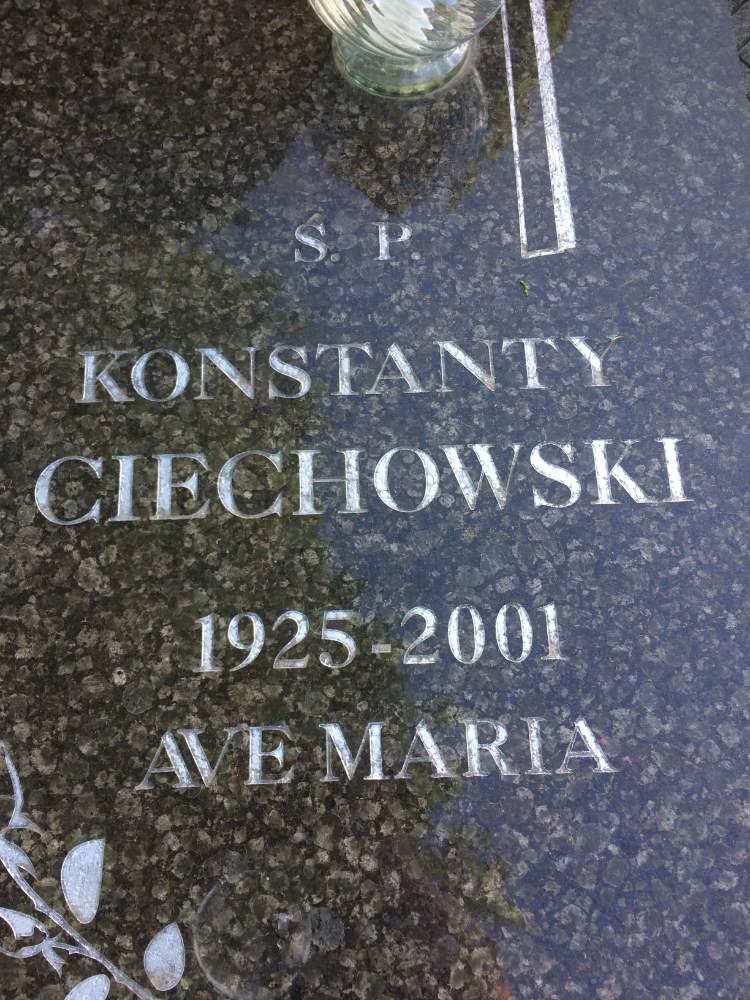 Ś. P
KONSTANTY
CIECHOWSKI
1925-2001
AVE MARIA